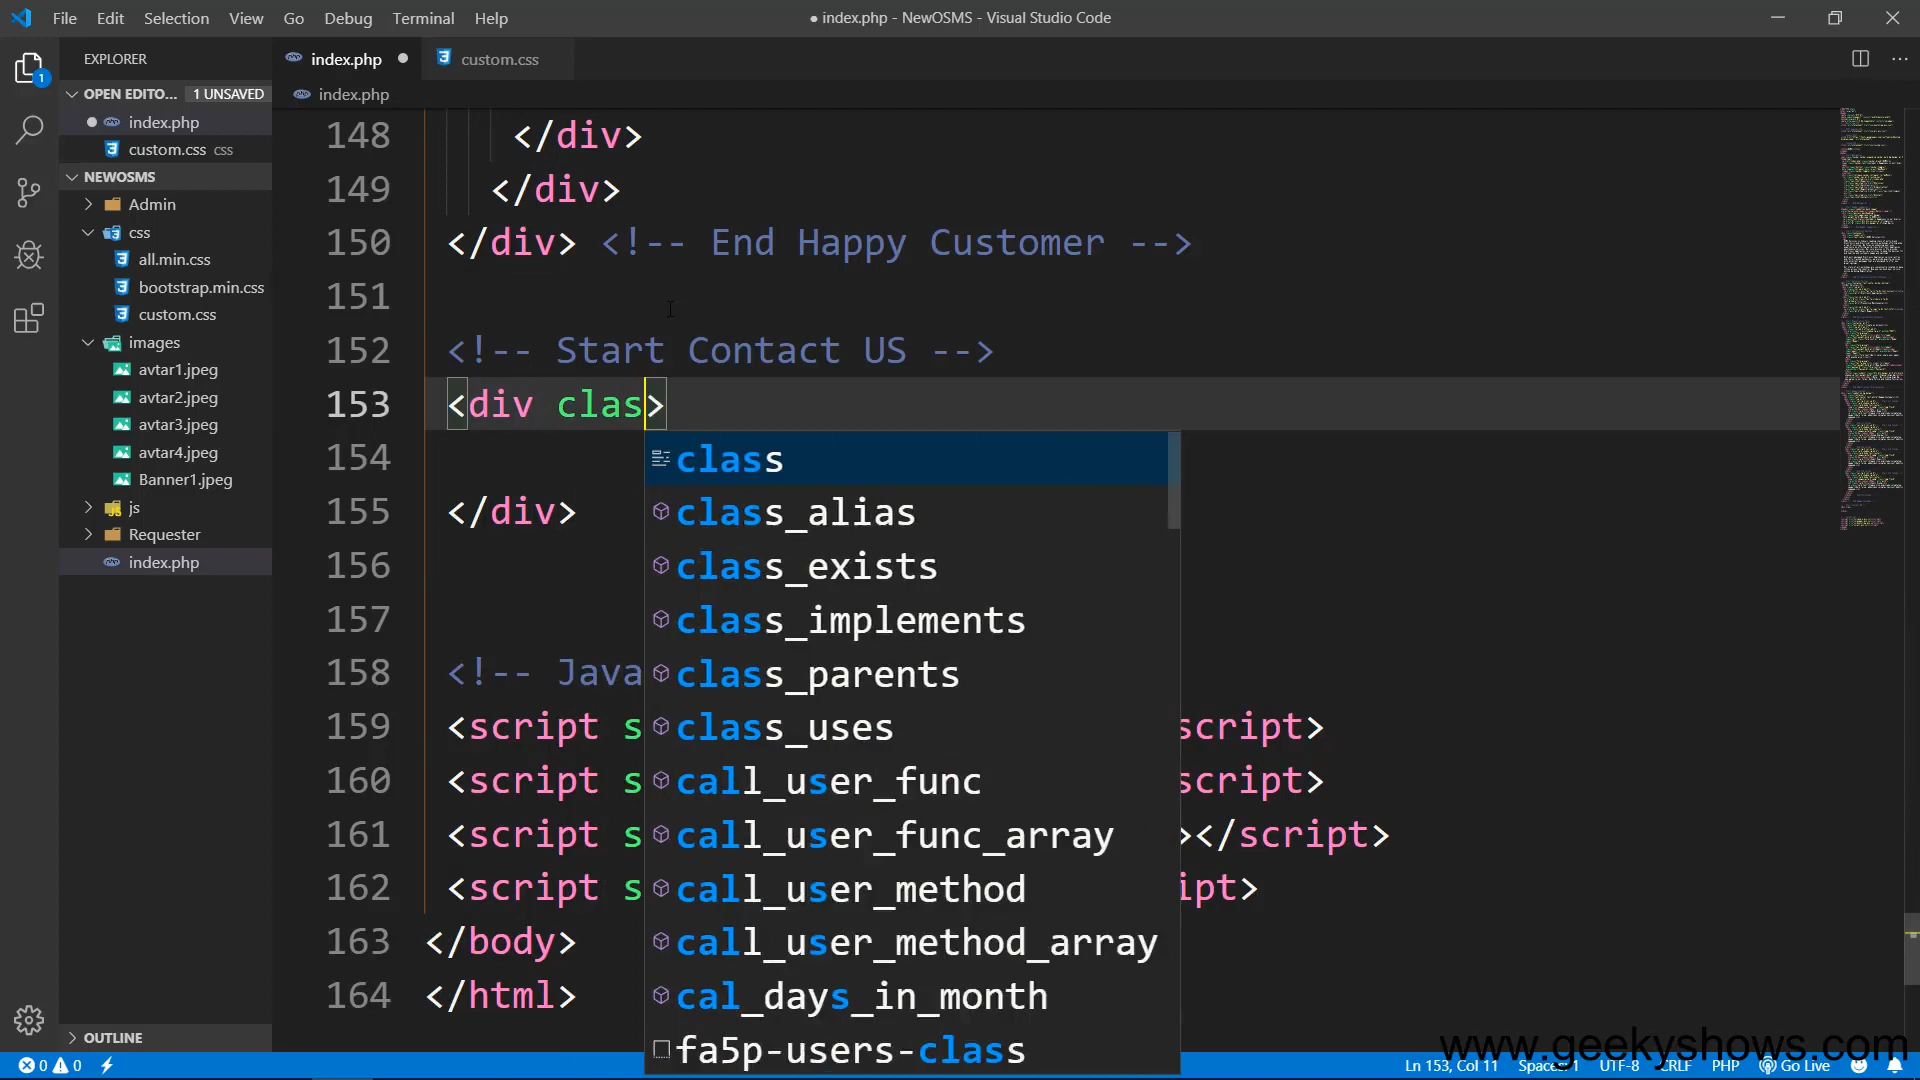 File Edit Selection View Go Debug Terminal Help
● index.php - NewOSMS - Visual Studio Code
EXPLORER
OPEN EDITO... 1 UNSAVED
index.php
custom.css css
NEWOSMS
Admin
css
all.min.css
bootstrap.min.css
custom.css
images
avtar1.jpeg
avtar2.jpeg
avtar3.jpeg
avtar4.jpeg
Banner1.jpeg
js
Requester
index.php
OUTLINE
index.php ● custom.css
index.php
148 </div>
149 </div>
150 </div> <!-- End Happy Customer -->
151
152 <!-- Start Contact US -->
153 <div clas>
154
155 </div>
156
157
158 <!-- Java
159 <script s script>
160 <script s script>
161 <script s ></script>
162 <script s ipt>
163 </body>
164 </html>
class
class_alias
class_exists
class_implements
class_parents
class_uses
call_user_func
call_user_func_array
call_user_method
call_user_method_array
cal_days_in_month
fa5p-users-class
www.geekyshows.com
0 0 Ln 153, Col 11 Spaces: 1 UTF-8 CRLF PHP Go Live
1